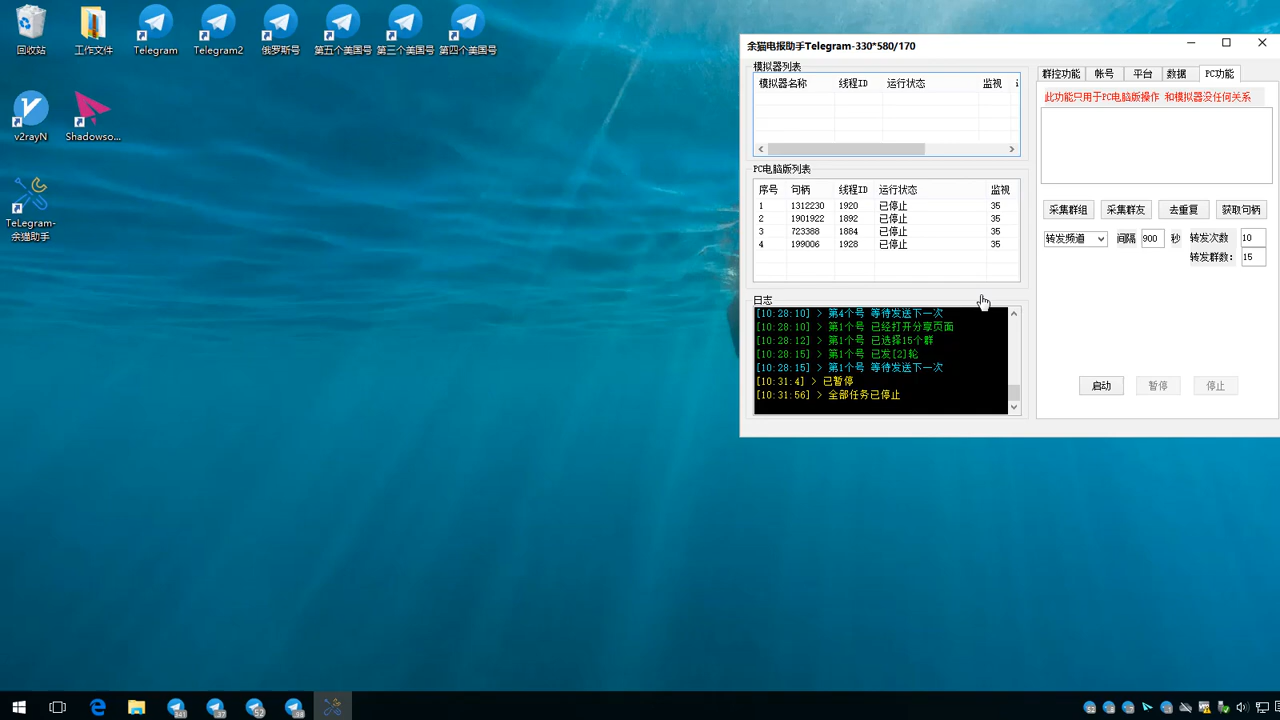 回收站
工作文件
Telegram
Telegram2
俄罗斯号
第五个美国号
第三个美国号
第四个美国号
v2rayN
Shadowso...
TeLegram-
余猫助手
余猫电报助手Telegram-330*580/170
模拟器列表
模拟器名称 线程ID 运行状态 监视
PC电脑版列表
序号 句柄 线程ID 运行状态 监视
1 1312230 1920 已停止 35
2 1901922 1892 已停止 35
3 723388 1884 已停止 35
4 199006 1928 已停止 35
日志
[10:28:10] > 第4个号 等待发送下一次
[10:28:10] > 第1个号 已经打开分享页面
[10:28:12] > 第1个号 已选择15个群
[10:28:15] > 第1个号 已发[2]轮
[10:28:15] > 第1个号 等待发送下一次
[10:31:4] > 已暂停
[10:31:56] > 全部任务已停止
群控功能 帐号 平台 数据 PC功能
此功能只用于PC电脑版操作 和模拟器没任何关系
采集群组 采集群友 去重复 获取句柄
转发频道 间隔 900 秒 转发次数 10
转发群数: 15
启动 暂停 停止